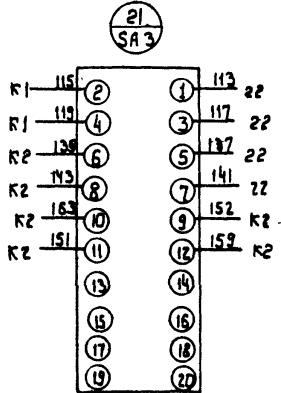 21
SA3
K1 115 2 1 113 22
K1 119 4 3 117 22
K2 139 6 5 137 22
K2 143 8 7 141 22
K2 163 10 9 152 K2
K2 151 11 12 159 K2
13 14
15 16
17 18
19 20